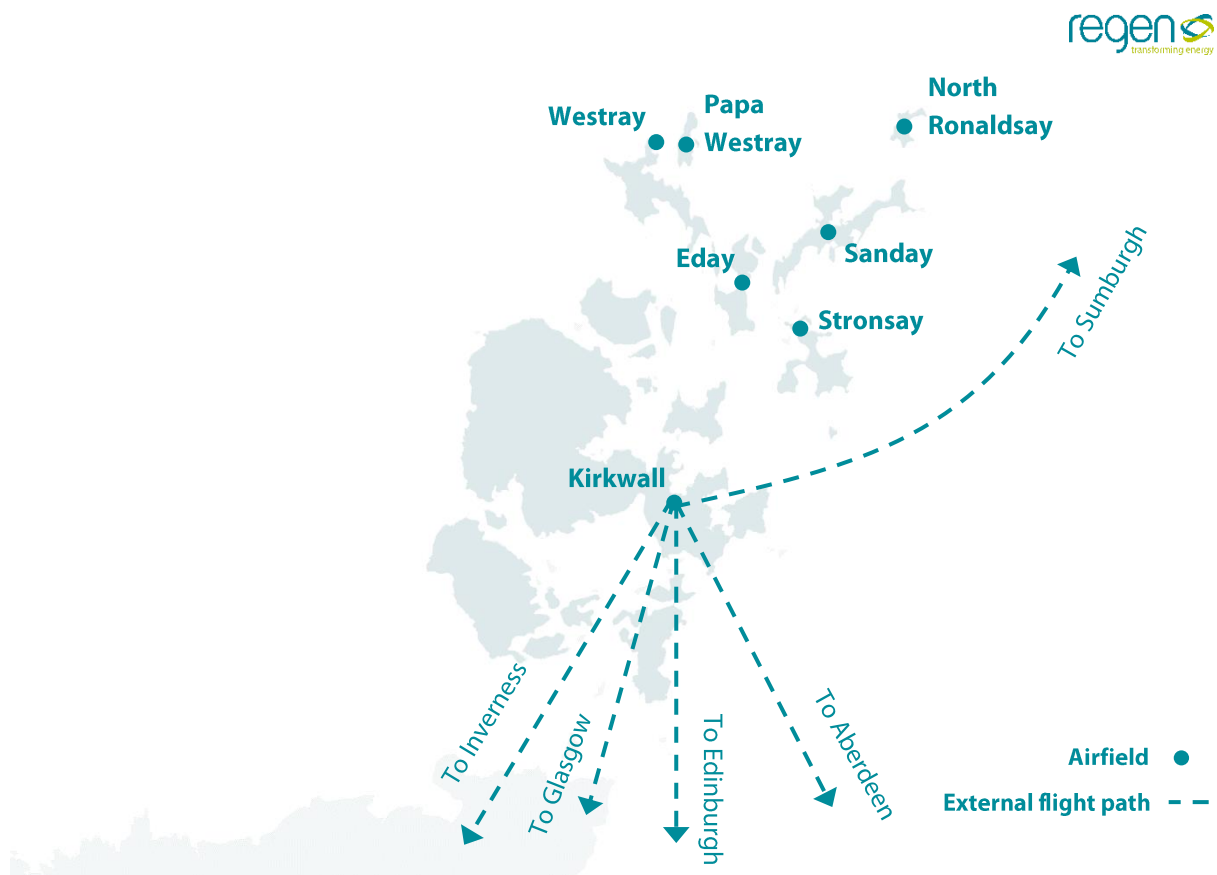 regen
transforming energy
North
Ronaldsay
Papa
Westray
Westray
Sanday
Eday
Stronsay
To Sumburgh
Kirkwall
To Inverness
To Glasgow
To Edinburgh
To Aberdeen
Airfield
External flight path